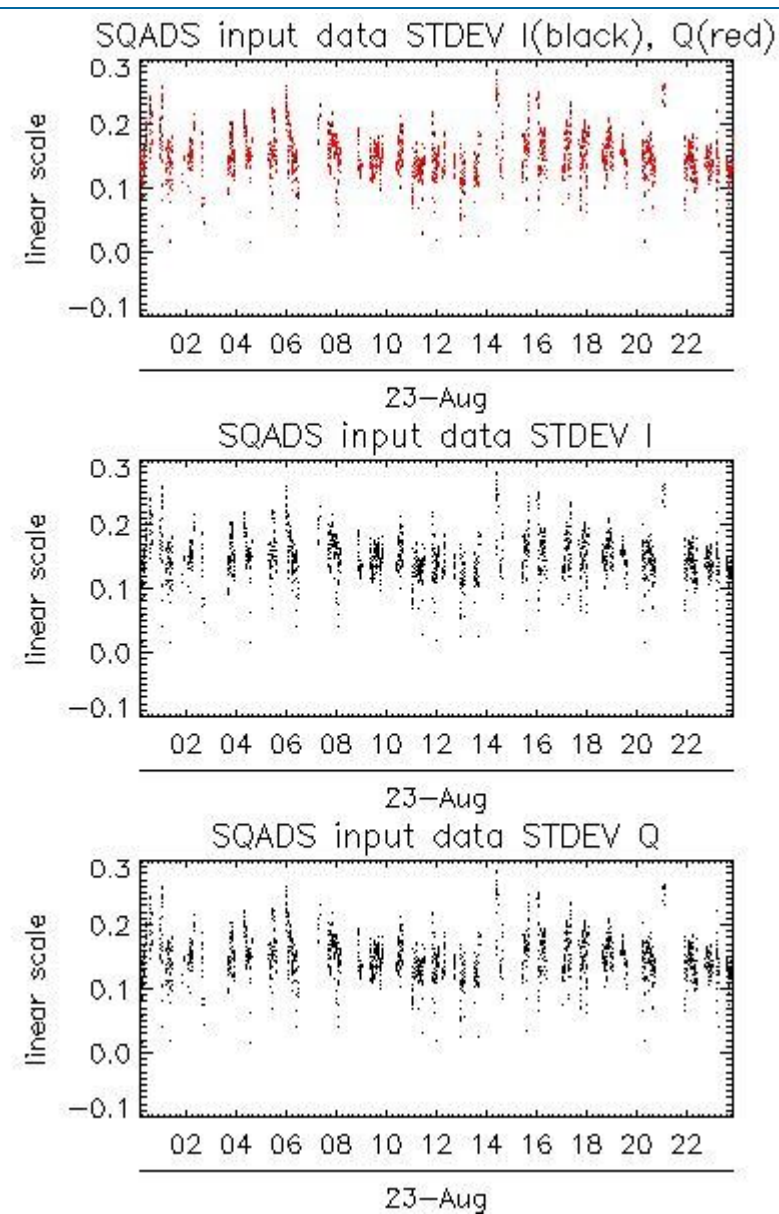 SQADS input data STDEV I(black), Q(red)
linear scale
0.3
0.2
0.1
0.0
−0.1
02 04 06 08 10 12 14 16 18 20 22
23−Aug
SQADS input data STDEV I
linear scale
0.3
0.2
0.1
0.0
−0.1
02 04 06 08 10 12 14 16 18 20 22
23−Aug
SQADS input data STDEV Q
linear scale
0.3
0.2
0.1
0.0
−0.1
02 04 06 08 10 12 14 16 18 20 22
23−Aug